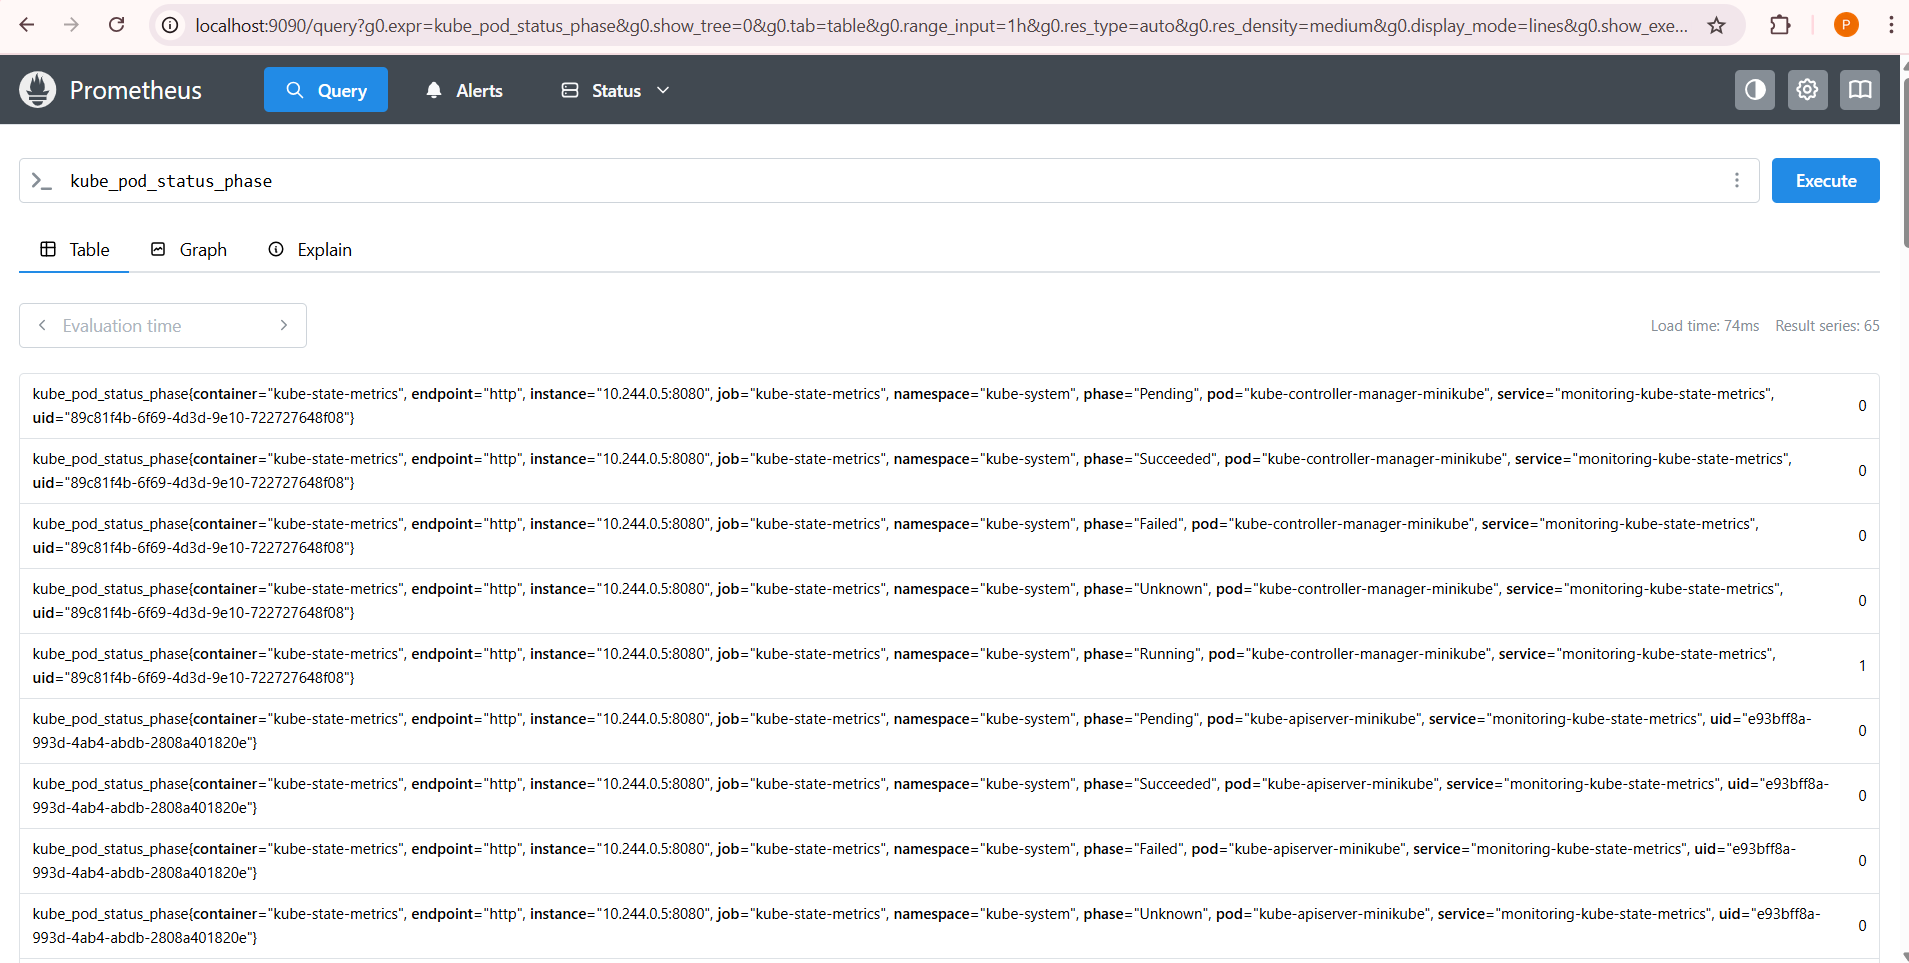 localhost:9090/query?g0.expr=kube_pod_status_phase&g0.show_tree=0&g0.tab=table&g0.range_input=1h&g0.res_type=auto&g0.res_density=medium&g0.display_mode=lines&g0.show_exe...
P
Prometheus
Query
Alerts
Status
>_ kube_pod_status_phase
Execute
Table
Graph
Explain
Evaluation time
Load time: 74ms Result series: 65
kube_pod_status_phase{container="kube-state-metrics", endpoint="http", instance="10.244.0.5:8080", job="kube-state-metrics", namespace="kube-system", phase="Pending", pod="kube-controller-manager-minikube", service="monitoring-kube-state-metrics",
uid="89c81f4b-6f69-4d3d-9e10-722727648f08"}
0
kube_pod_status_phase{container="kube-state-metrics", endpoint="http", instance="10.244.0.5:8080", job="kube-state-metrics", namespace="kube-system", phase="Succeeded", pod="kube-controller-manager-minikube", service="monitoring-kube-state-metrics",
uid="89c81f4b-6f69-4d3d-9e10-722727648f08"}
0
kube_pod_status_phase{container="kube-state-metrics", endpoint="http", instance="10.244.0.5:8080", job="kube-state-metrics", namespace="kube-system", phase="Failed", pod="kube-controller-manager-minikube", service="monitoring-kube-state-metrics",
uid="89c81f4b-6f69-4d3d-9e10-722727648f08"}
0
kube_pod_status_phase{container="kube-state-metrics", endpoint="http", instance="10.244.0.5:8080", job="kube-state-metrics", namespace="kube-system", phase="Unknown", pod="kube-controller-manager-minikube", service="monitoring-kube-state-metrics",
uid="89c81f4b-6f69-4d3d-9e10-722727648f08"}
0
kube_pod_status_phase{container="kube-state-metrics", endpoint="http", instance="10.244.0.5:8080", job="kube-state-metrics", namespace="kube-system", phase="Running", pod="kube-controller-manager-minikube", service="monitoring-kube-state-metrics",
uid="89c81f4b-6f69-4d3d-9e10-722727648f08"}
1
kube_pod_status_phase{container="kube-state-metrics", endpoint="http", instance="10.244.0.5:8080", job="kube-state-metrics", namespace="kube-system", phase="Pending", pod="kube-apiserver-minikube", service="monitoring-kube-state-metrics", uid="e93bff8a-
993d-4ab4-abdb-2808a401820e"}
0
kube_pod_status_phase{container="kube-state-metrics", endpoint="http", instance="10.244.0.5:8080", job="kube-state-metrics", namespace="kube-system", phase="Succeeded", pod="kube-apiserver-minikube", service="monitoring-kube-state-metrics", uid="e93bff8a-
993d-4ab4-abdb-2808a401820e"}
0
kube_pod_status_phase{container="kube-state-metrics", endpoint="http", instance="10.244.0.5:8080", job="kube-state-metrics", namespace="kube-system", phase="Failed", pod="kube-apiserver-minikube", service="monitoring-kube-state-metrics", uid="e93bff8a-
993d-4ab4-abdb-2808a401820e"}
0
kube_pod_status_phase{container="kube-state-metrics", endpoint="http", instance="10.244.0.5:8080", job="kube-state-metrics", namespace="kube-system", phase="Unknown", pod="kube-apiserver-minikube", service="monitoring-kube-state-metrics", uid="e93bff8a-
993d-4ab4-abdb-2808a401820e"}
0